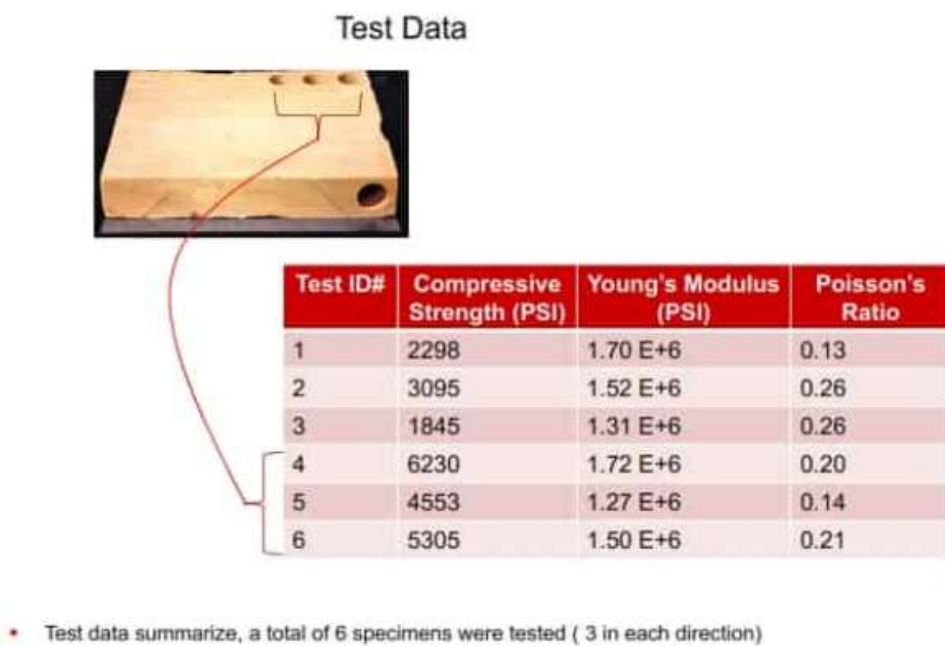 Test Data
Test ID# Compressive Strength (PSI) Young's Modulus (PSI) Poisson's Ratio
1 2298 1.70 E+6 0.13
2 3095 1.52 E+6 0.26
3 1845 1.31 E+6 0.26
4 6230 1.72 E+6 0.20
5 4553 1.27 E+6 0.14
6 5305 1.50 E+6 0.21
• Test data summarize, a total of 6 specimens were tested ( 3 in each direction)